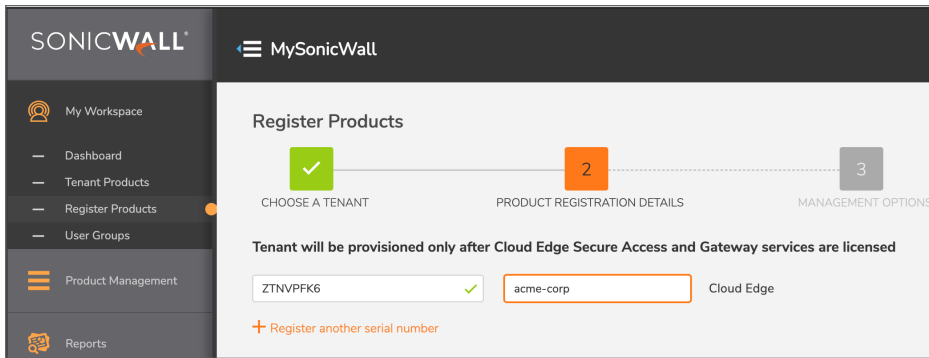 SONICWALL®
MySonicWall
My Workspace
Dashboard
Tenant Products
Register Products
User Groups
Product Management
Reports
Register Products
2
3
CHOOSE A TENANT
PRODUCT REGISTRATION DETAILS
MANAGEMENT OPTIONS
Tenant will be provisioned only after Cloud Edge Secure Access and Gateway services are licensed
ZTNVPFK6
acme-corp
Cloud Edge
+ Register another serial number